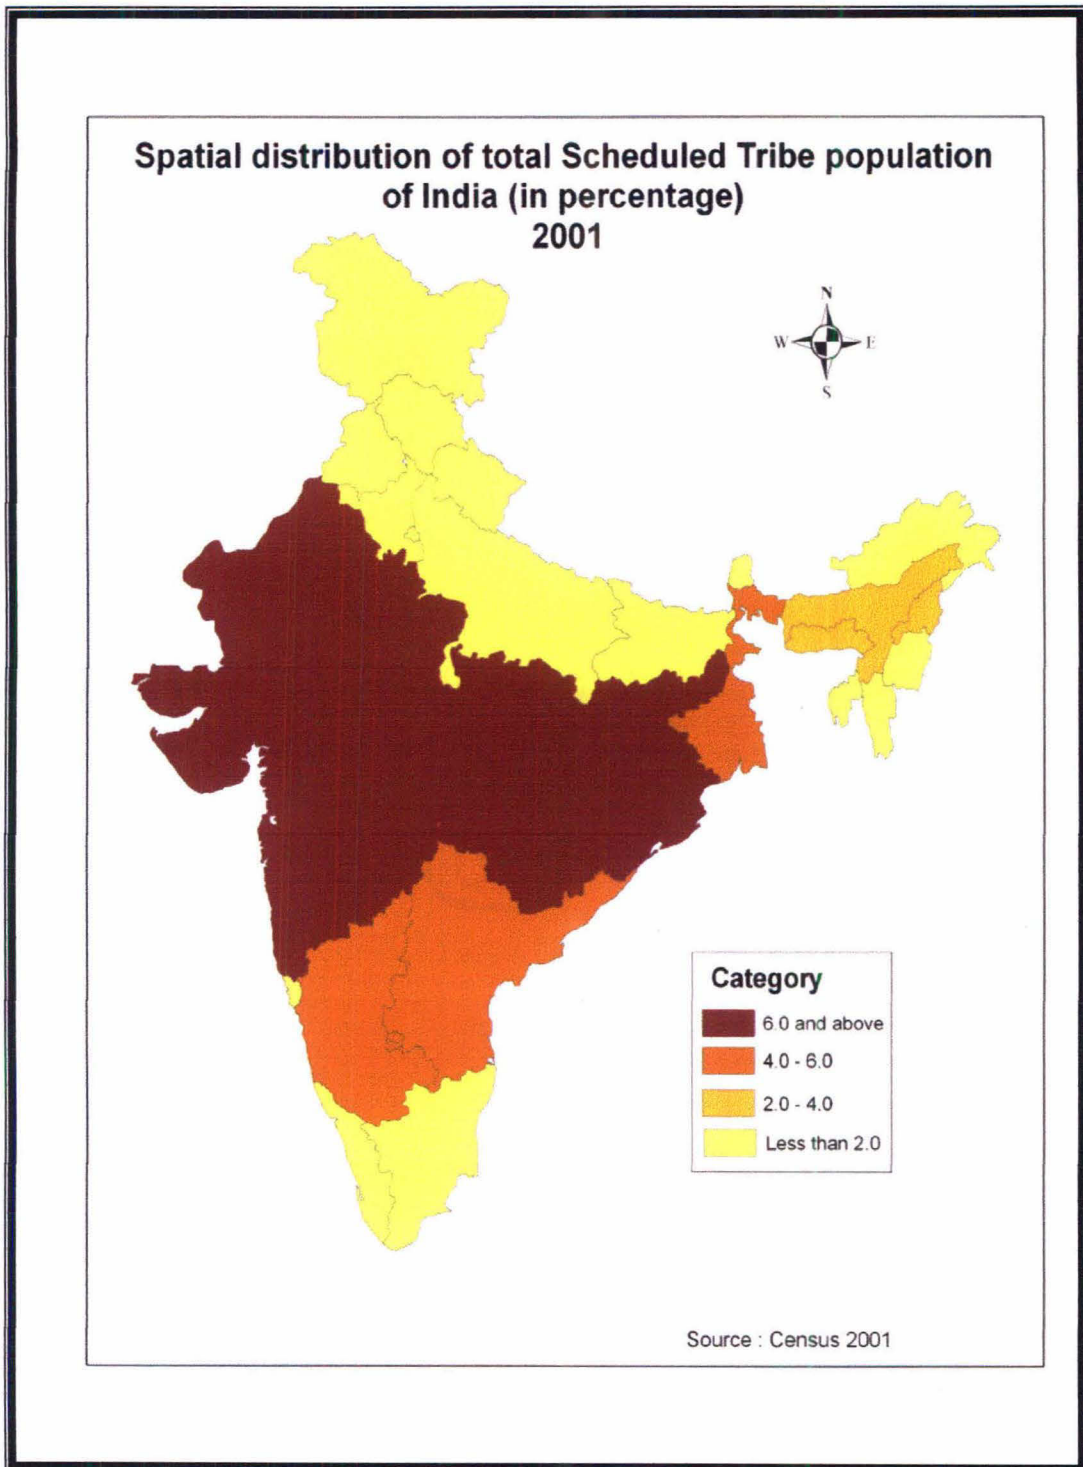 Spatial distribution of total Scheduled Tribe population
of India (in percentage)
2001
N
W E
S
Category
6.0 and above
4.0 - 6.0
2.0 - 4.0
Less than 2.0
Source : Census 2001